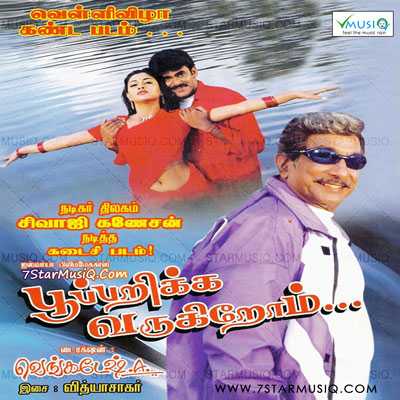 வெள்ளிவிழா
கண்ட படம் . . .
VMUSIQ
feel the music rain
நடிகர் திலகம்
சிவாஜி கணேசன்
நடித்த
கடைசி படம்!
7StarMusiQ.Com
பூப்பறிக்க
வருகிறோம்...
வெங்கடேஷ்.A.
இசை : வித்யாசாகர்
WWW.7STARMUSIQ.COM